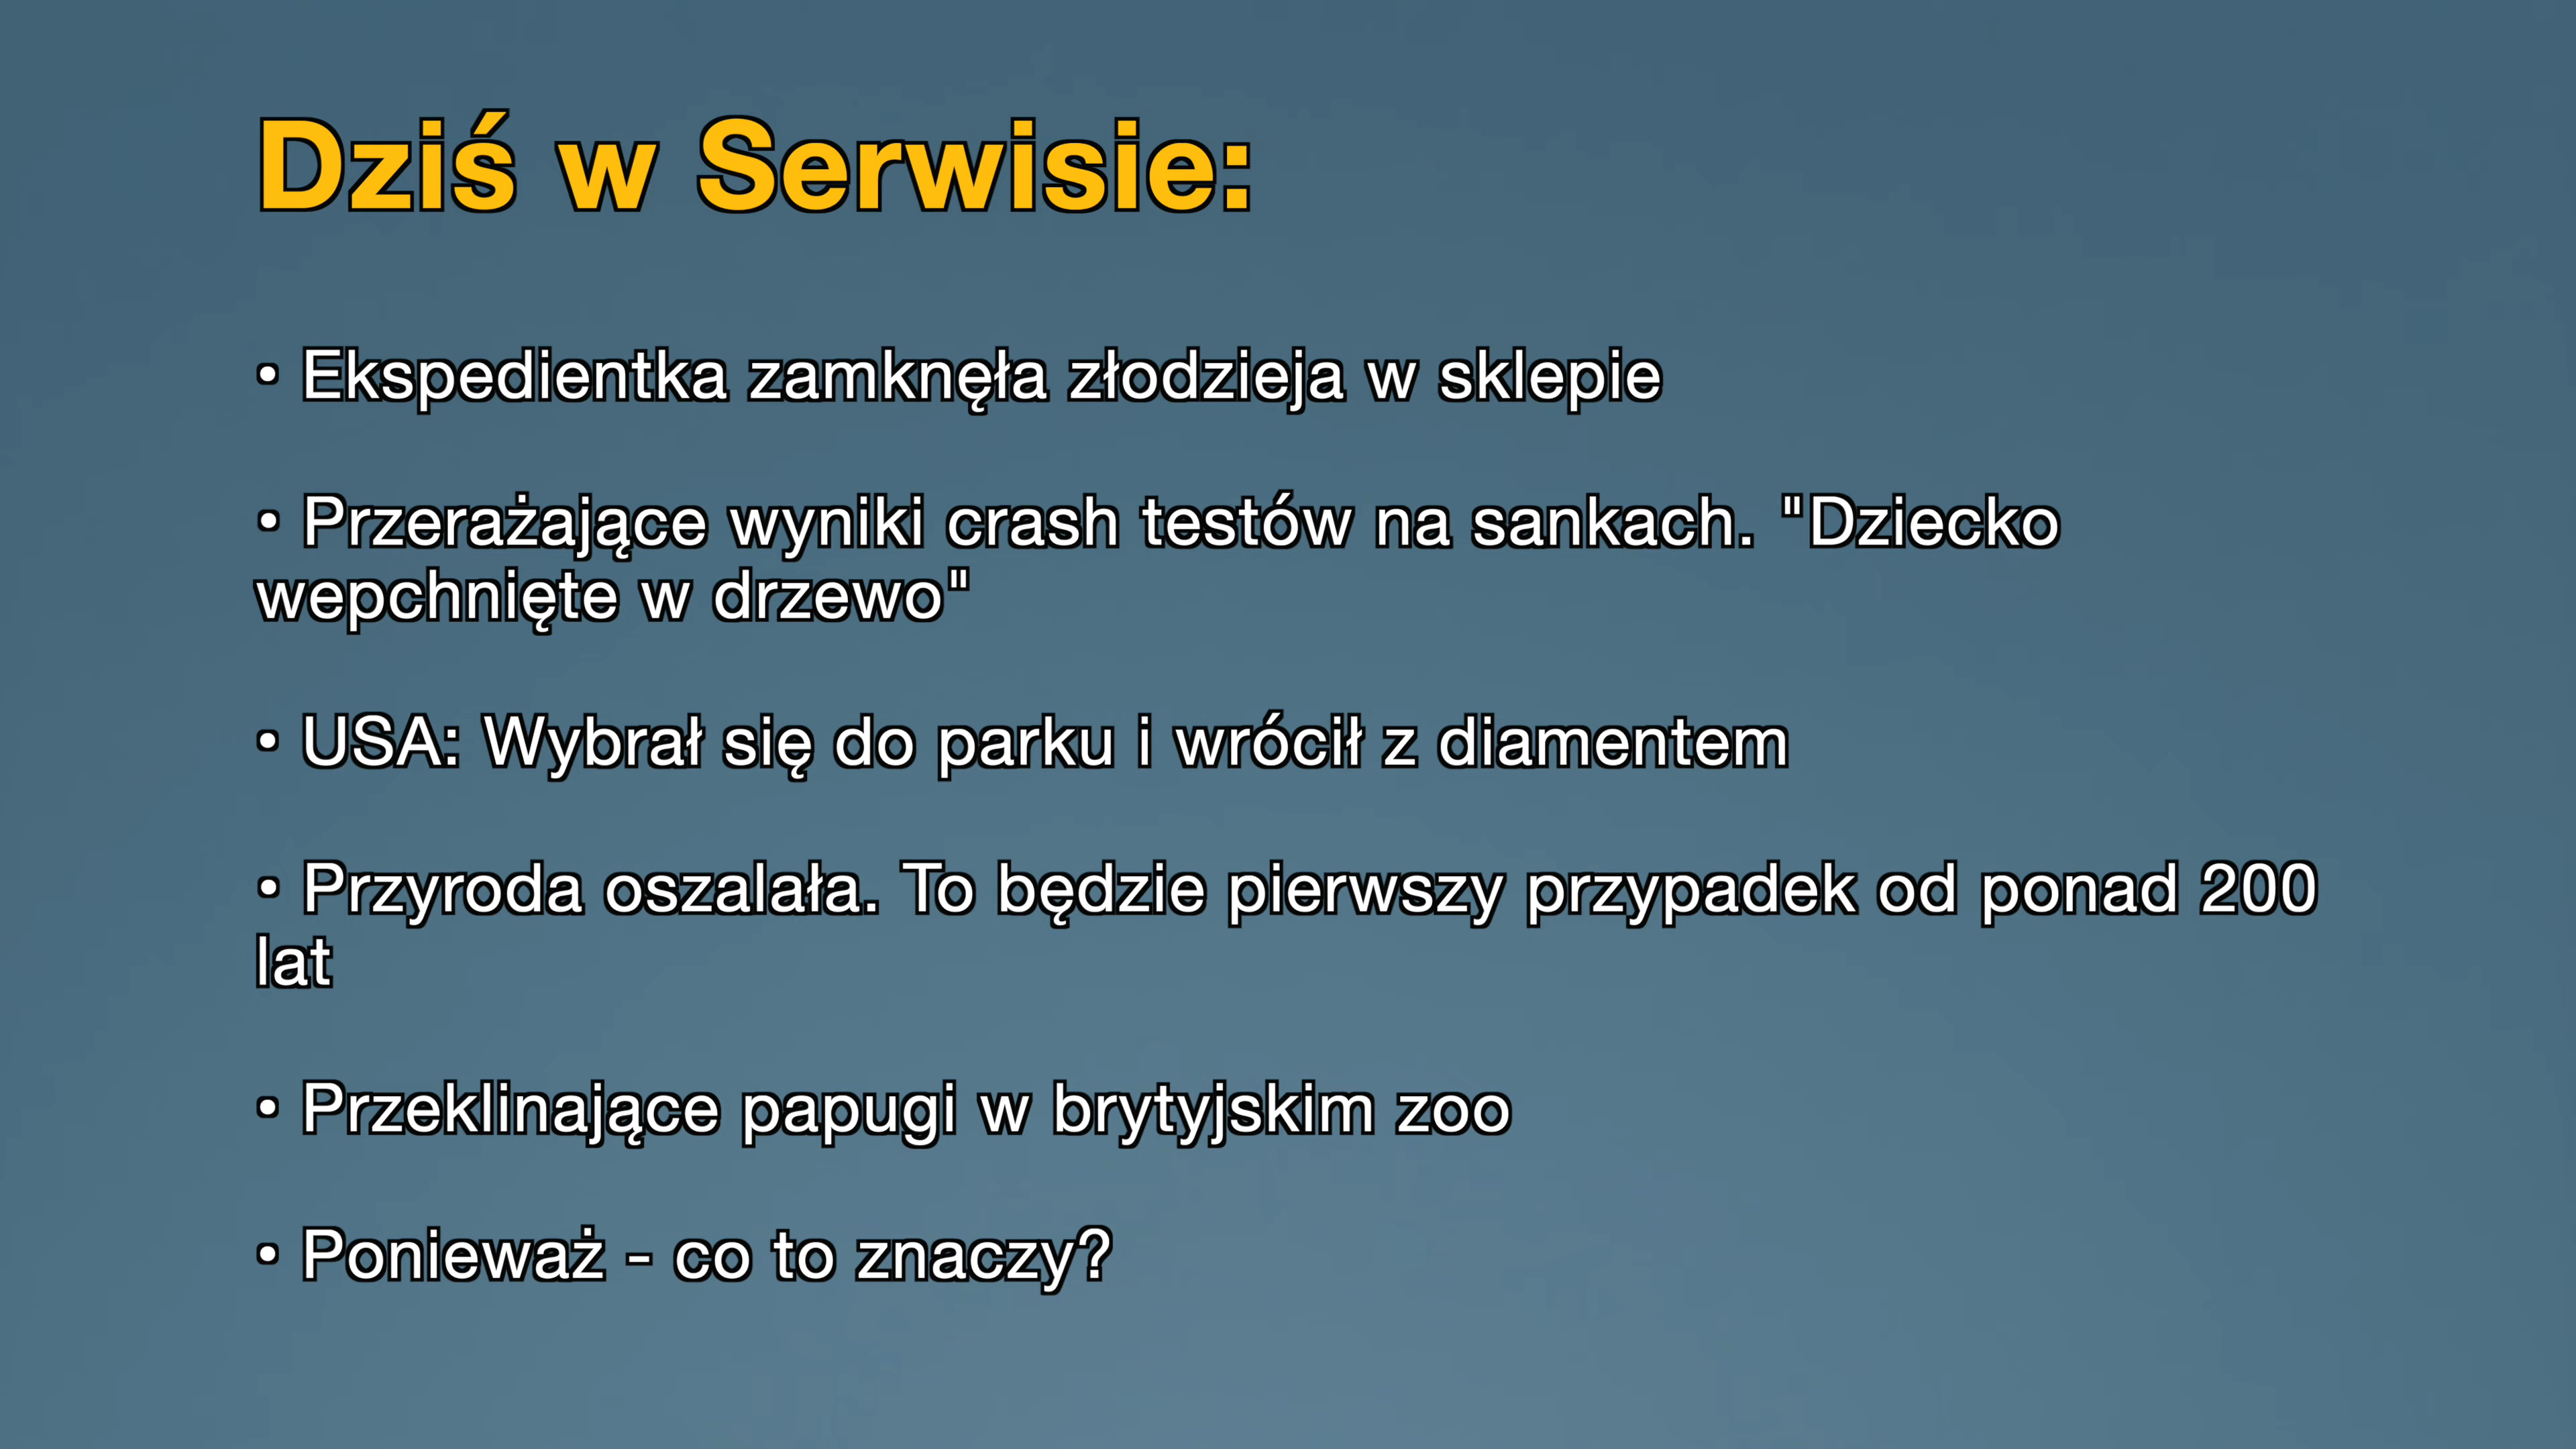 Dziś w Serwisie:
• Ekspedientka zamknęła złodzieja w sklepie
• Przerażające wyniki crash testów na sankach. "Dziecko
wepchnięte w drzewo"
• USA: Wybrał się do parku i wrócił z diamentem
• Przyroda oszalała. To będzie pierwszy przypadek od ponad 200
lat
• Przeklinające papugi w brytyjskim zoo
• Ponieważ - co to znaczy?